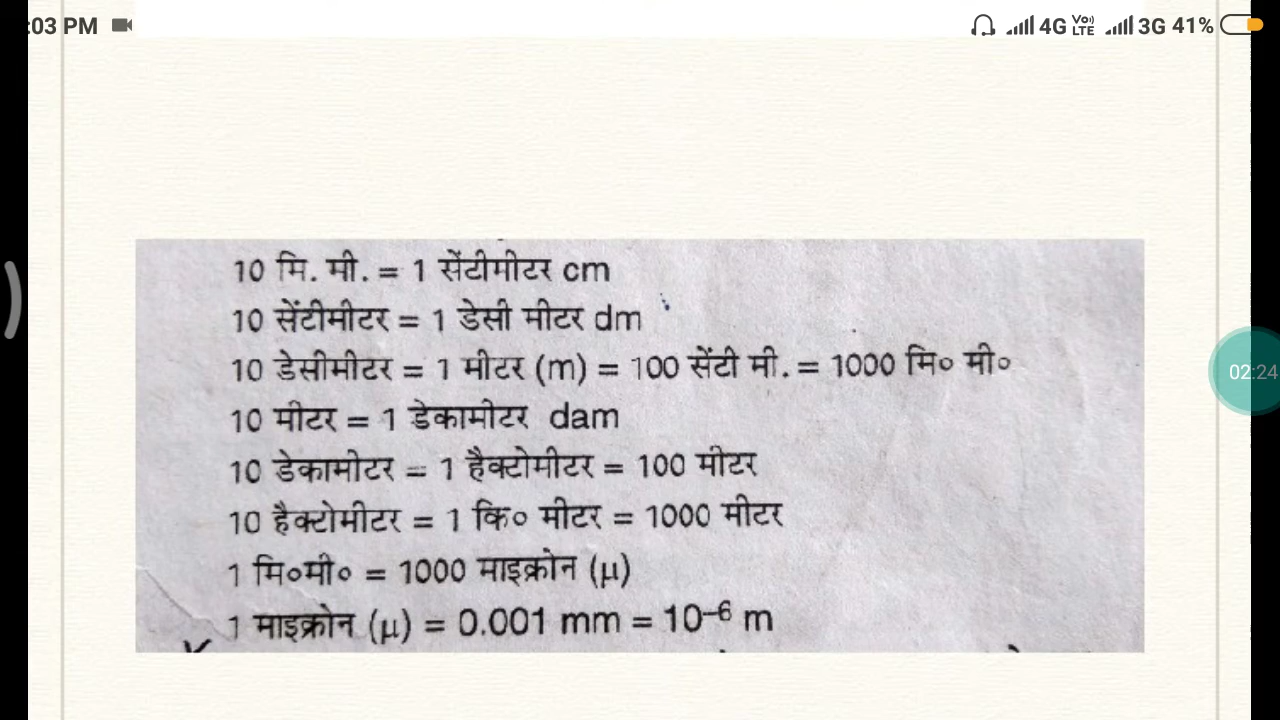 :03 PM 4G Vo) LTE 3G 41%
10 मि. मी. = 1 सेंटीमीटर cm
10 सेंटीमीटर = 1 डेसी मीटर dm
10 डेसीमीटर = 1 मीटर (m) = 100 सेंटी मी. = 1000 मि० मी०
02:24
10 मीटर = 1 डेकामीटर dam
10 डेकामीटर = 1 हैक्टोमीटर = 100 मीटर
10 हैक्टोमीटर = 1 कि० मीटर = 1000 मीटर
1 मि०मी० = 1000 माइक्रोन (μ)
1 माइक्रोन (μ) = 0.001 mm = 10⁻⁶ m